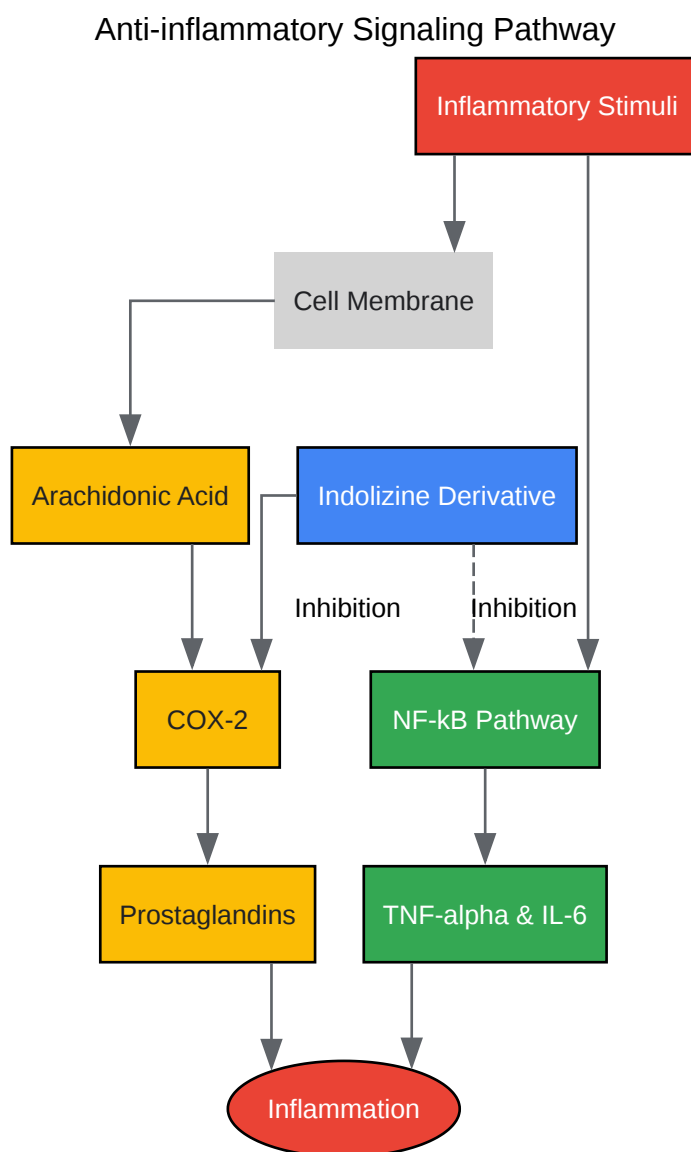 Anti-inflammatory Signaling Pathway
Inflammatory Stimuli
Cell Membrane
Arachidonic Acid
Indolizine Derivative
Inhibition
Inhibition
COX-2
NF-kB Pathway
Prostaglandins
TNF-alpha & IL-6
Inflammation